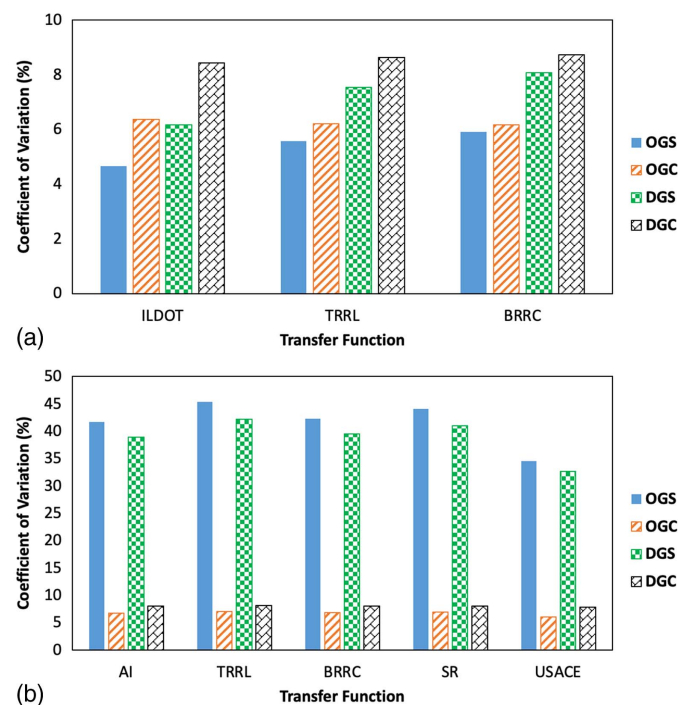 10
8
6
4
2
0
Coefficient of Variation (%)
ILDOT TRRL BRRC
Transfer Function
OGS
OGC
DGS
DGC
(a)
50
45
40
35
30
25
20
15
10
5
0
Coefficient of Variation (%)
AI TRRL BRRC SR USACE
Transfer Function
OGS
OGC
DGS
DGC
(b)